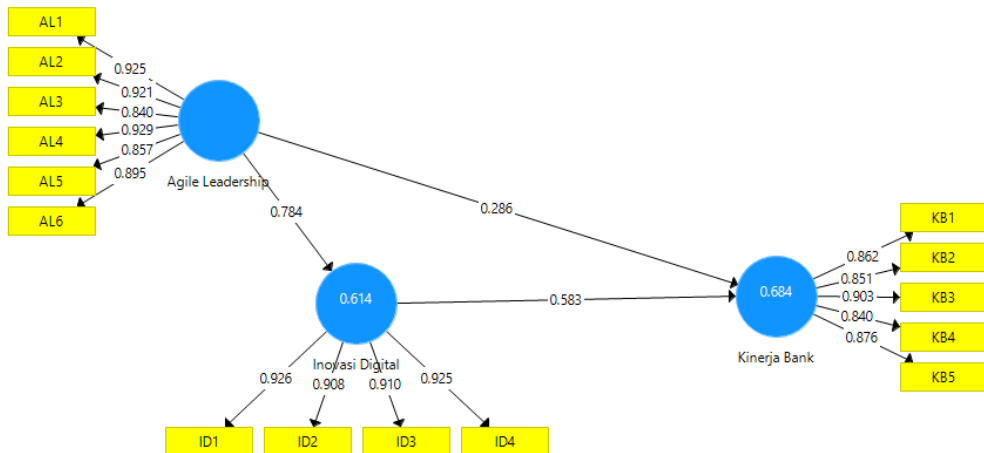 AL1
0.925
AL2
0.921
AL3
0.840
AL4
0.929
AL5
0.857
AL6
0.895
Agile Leadership
0.784
0.286
0.614
Inovasi Digital
0.583
0.684
Kinerja Bank
KB1
0.862
KB2
0.851
KB3
0.903
KB4
0.840
KB5
0.876
0.926
0.908
0.910
0.925
ID1
ID2
ID3
ID4